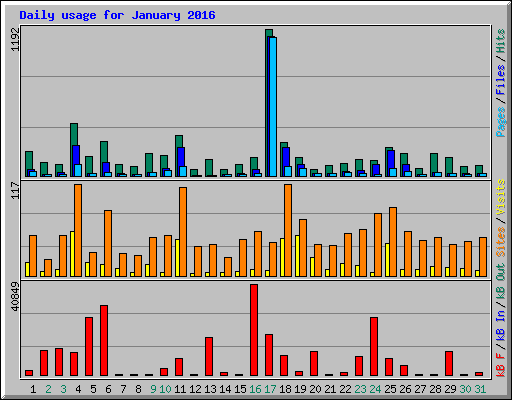 Daily usage for January 2016
1192
117
40849
Pages / Files / Hits
Sites / Visits
kB F / kB In / kB Out
1 2 3 4 5 6 7 8 9 10 11 12 13 14 15 16 17 18 19 20 21 22 23 24 25 26 27 28 29 30 31